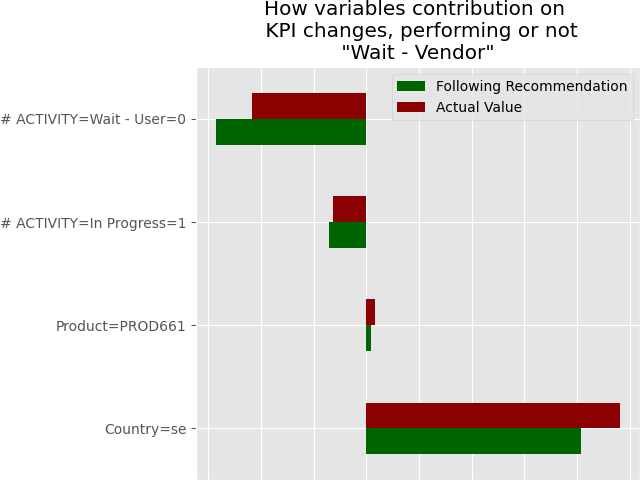 How variables contribution on
KPI changes, performing or not
"Wait - Vendor"
Following Recommendation
Actual Value
# ACTIVITY=Wait - User=0
# ACTIVITY=In Progress=1
Product=PROD661
Country=se